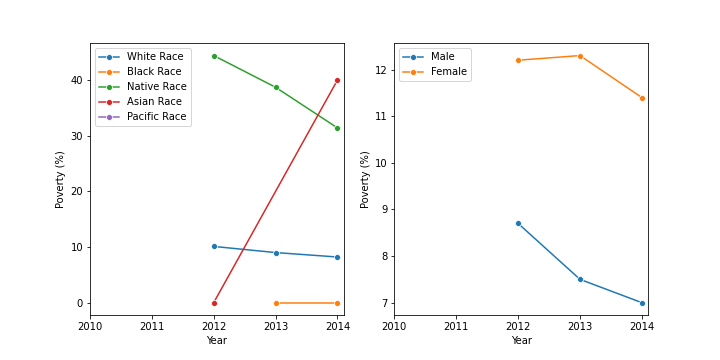 White Race
Black Race
Native Race
Asian Race
Pacific Race
40
30
20
10
0
Poverty (%)
2010 2011 2012 2013 2014
Year
Male
Female
12
11
10
9
8
7
Poverty (%)
2010 2011 2012 2013 2014
Year